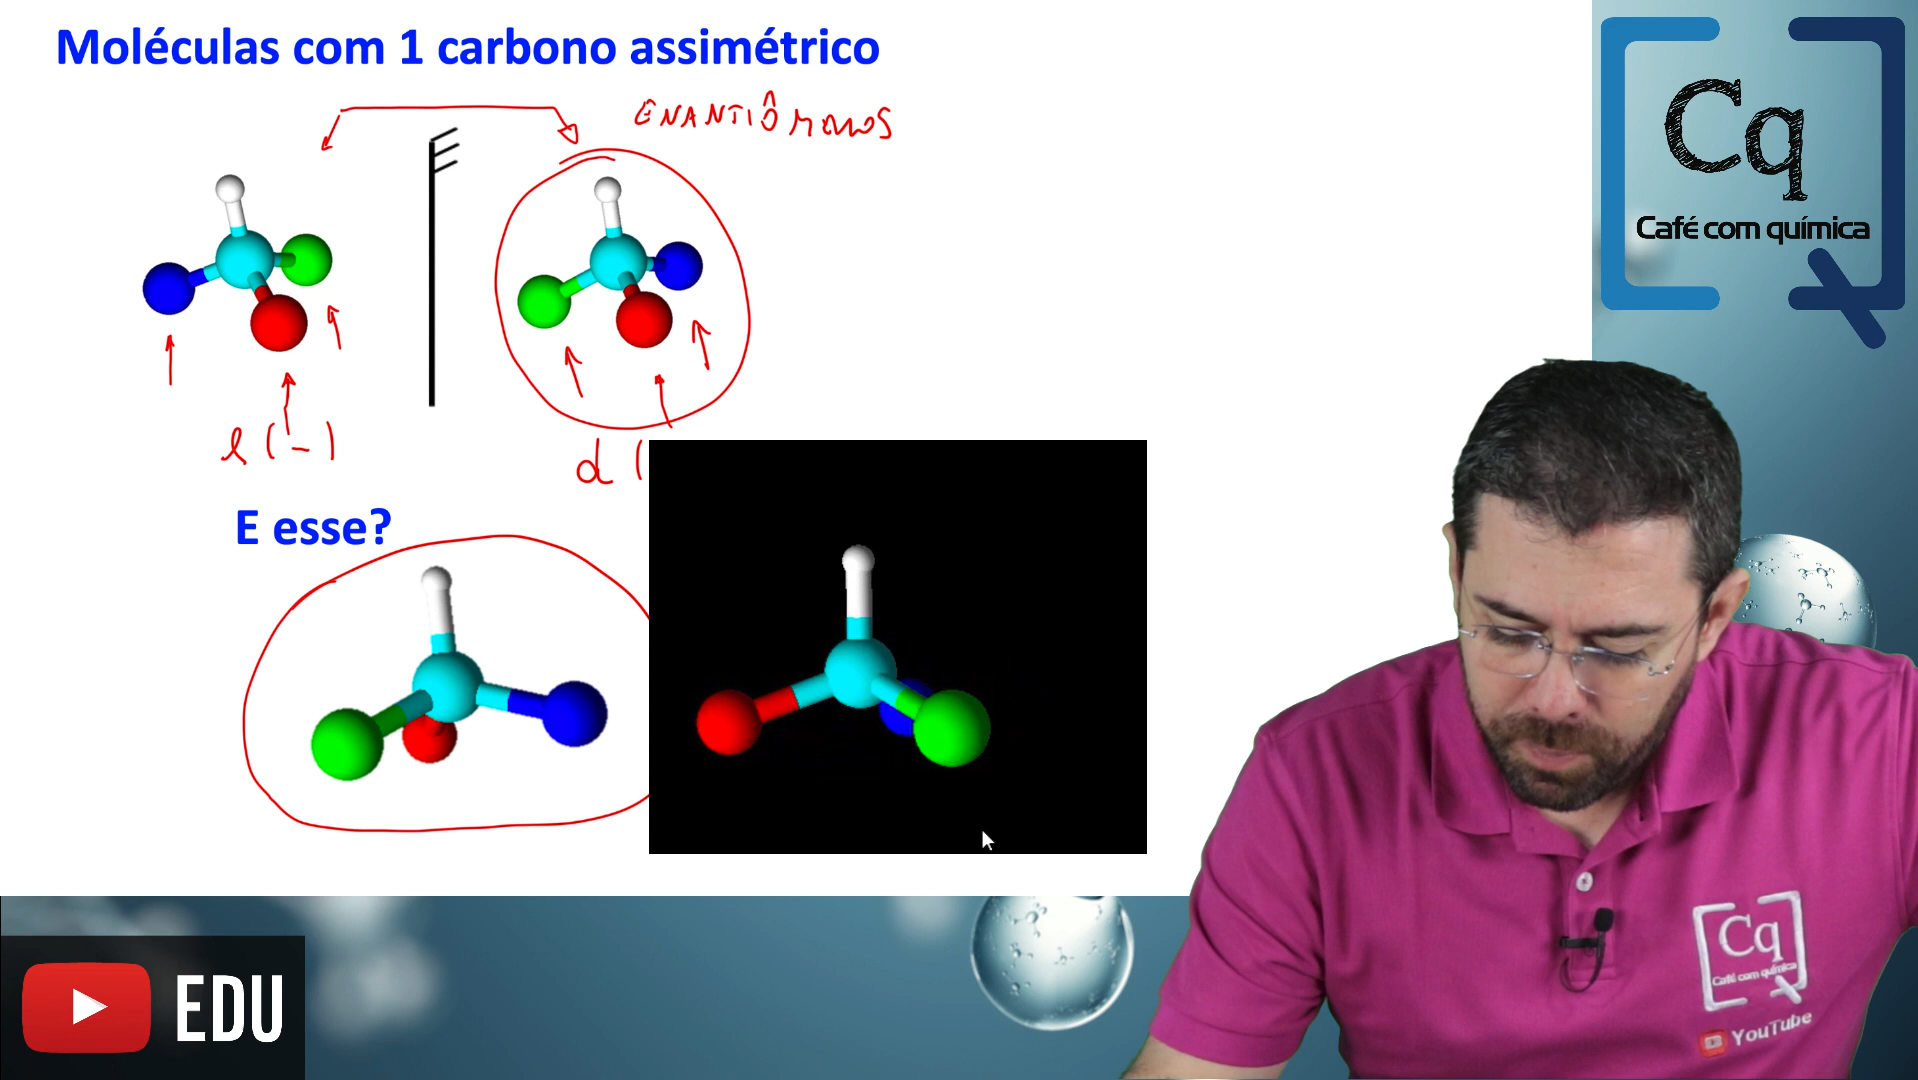 Moléculas com 1 carbono assimétrico
ENANTIÔMEROS
l (-)
d (
E esse?
Cq
Café com química
EDU
Cq
Café com química
YouTube